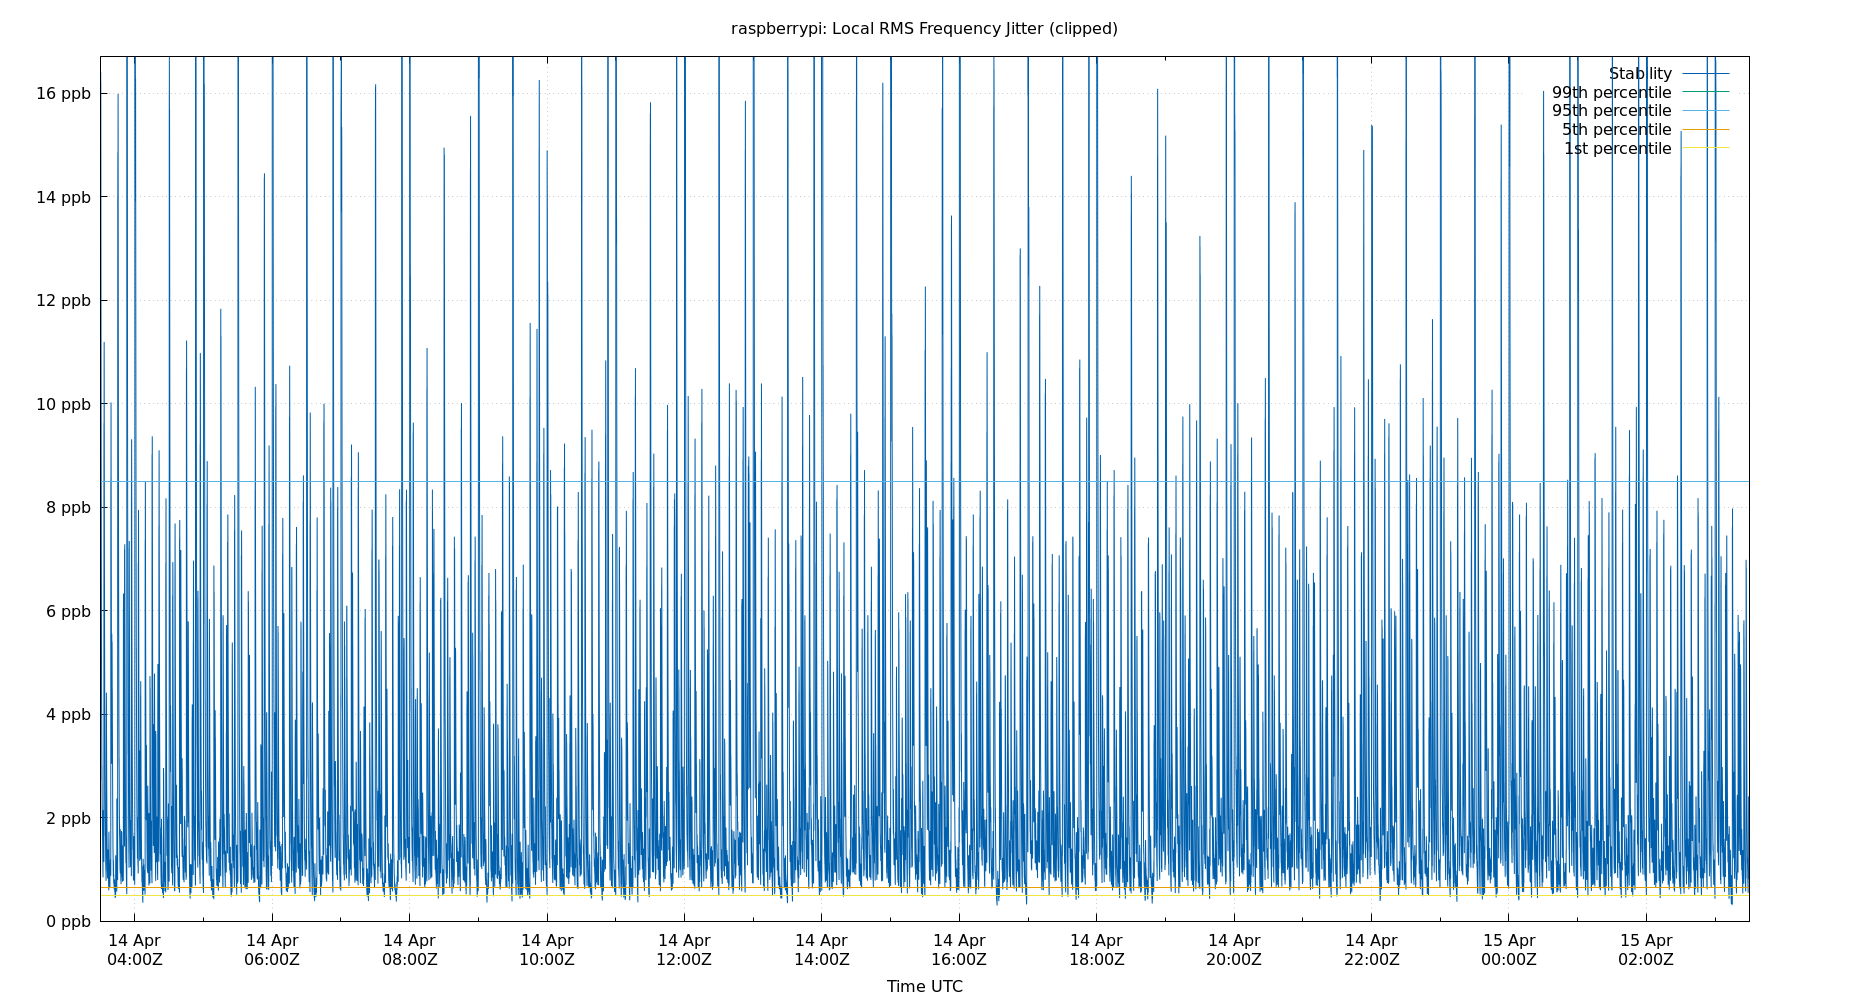 raspberrypi: Local RMS Frequency Jitter (clipped)
Stability
99th percentile
95th percentile
5th percentile
1st percentile
16 ppb
14 ppb
12 ppb
10 ppb
8 ppb
6 ppb
4 ppb
2 ppb
0 ppb
14 Apr 14 Apr 14 Apr 14 Apr 14 Apr 14 Apr 14 Apr 14 Apr 14 Apr 14 Apr 15 Apr 15 Apr
04:00Z 06:00Z 08:00Z 10:00Z 12:00Z 14:00Z 16:00Z 18:00Z 20:00Z 22:00Z 00:00Z 02:00Z
Time UTC